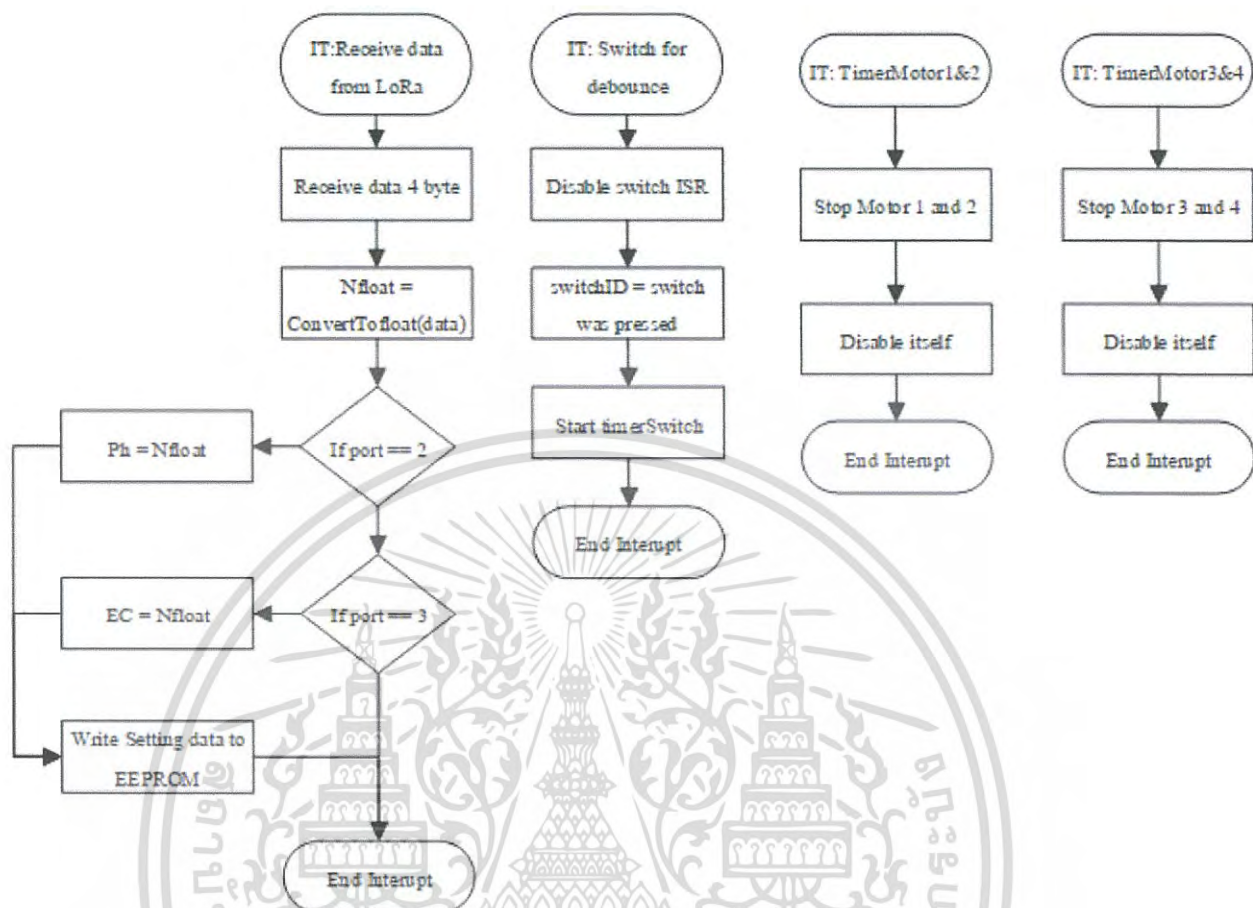 IT:Receive data
from LoRa
Receive data 4 byte
Nfloat =
ConvertTofloat(data)
If port == 2
Ph = Nfloat
If port == 3
EC = Nfloat
Write Setting data to
EEPROM
End Interupt
IT: Switch for
debounce
Disable switch ISR
switchID = switch
was pressed
Start timerSwitch
End Interupt
IT: TimerMotor1&2
Stop Motor 1 and 2
Disable itself
End Interupt
IT: TimerMotor3&4
Stop Motor 3 and 4
Disable itself
End Interupt